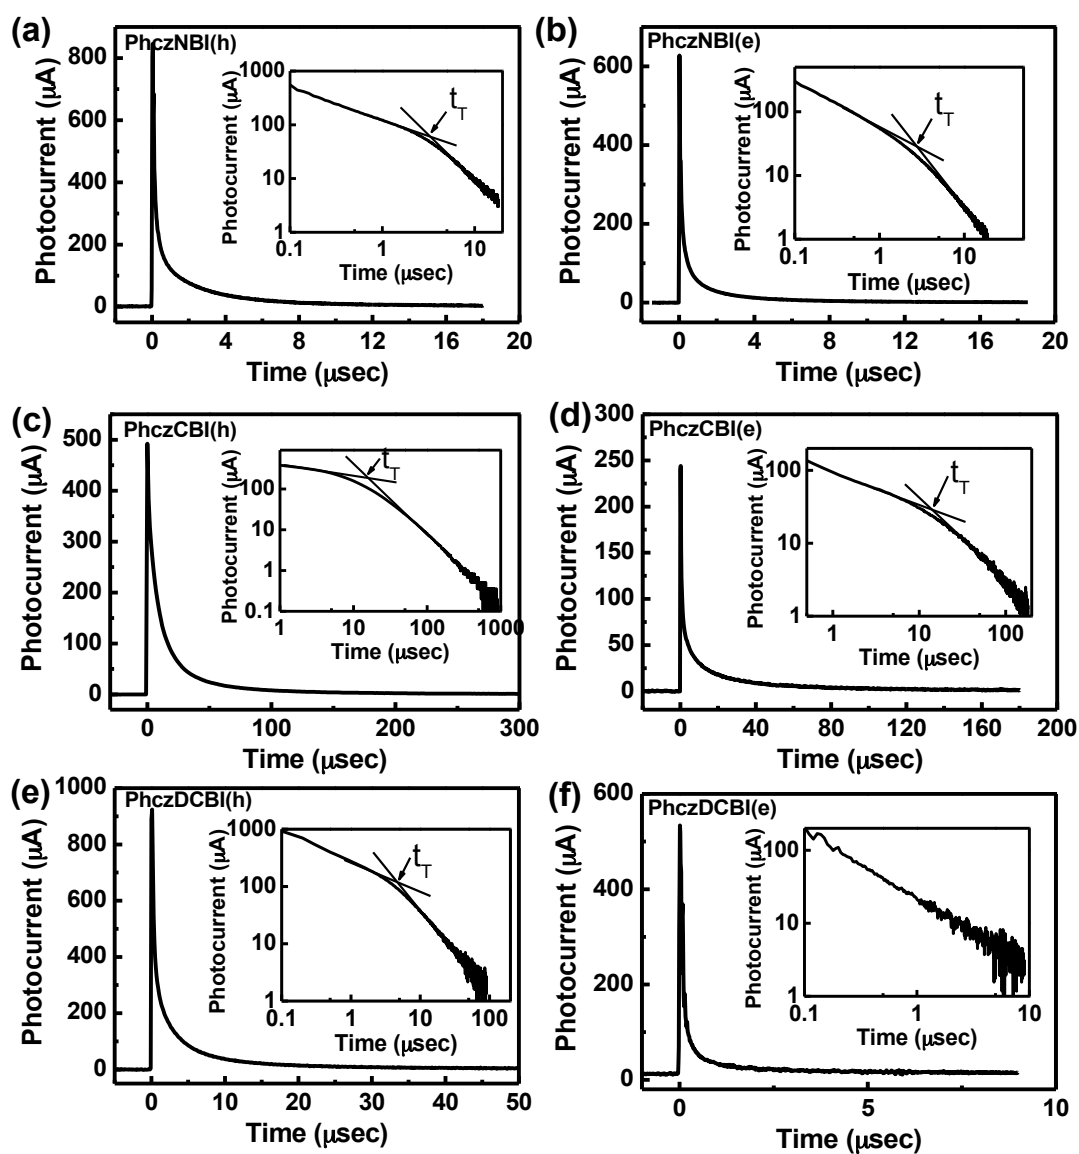 (a)
PhczNBI(h)
Photocurrent (μA)
800
600
400
200
0
0 4 8 12 16 20
Time (μsec)
Photocurrent (μA)
1000
100
10
1
0.1 1 10
Time (μsec)
tT
(b)
PhczNBI(e)
Photocurrent (μA)
600
400
200
0
0 4 8 12 16 20
Time (μsec)
Photocurrent (μA)
100
10
1
0.1 1 10
Time (μsec)
tT
(c)
PhczCBI(h)
Photocurrent (μA)
500
400
300
200
100
0
0 100 200 300
Time (μsec)
Photocurrent (μA)
100
10
1
0.1
1 10 100 1000
Time (μsec)
tT
(d)
PhczCBI(e)
Photocurrent (μA)
300
250
200
150
100
50
0
0 40 80 120 160 200
Time (μsec)
Photocurrent (μA)
100
10
1
1 10 100
Time (μsec)
tT
(e)
PhczDCBI(h)
Photocurrent (μA)
1000
800
600
400
200
0
0 10 20 30 40 50
Time (μsec)
Photocurrent (μA)
1000
100
10
1
0.1 1 10 100
Time (μsec)
tT
(f)
PhczDCBI(e)
Photocurrent (μA)
600
400
200
0
0 5 10
Time (μsec)
Photocurrent (μA)
100
10
1
0.1 1 10
Time (μsec)